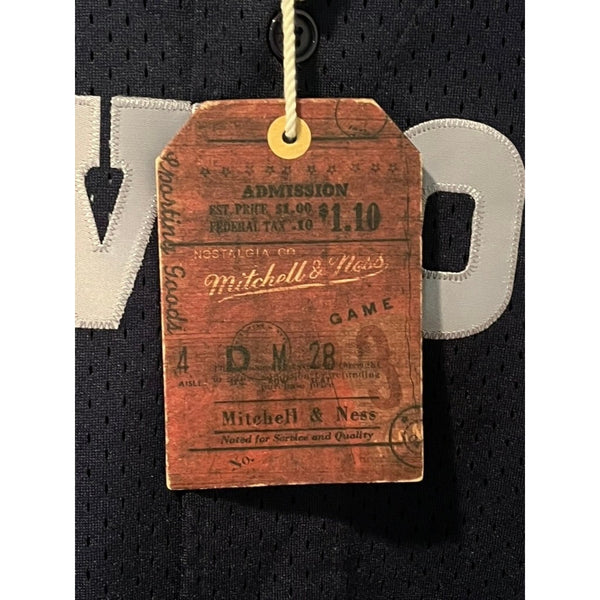 W O
Sporting Goods
ADMISSION
EST. PRICE $1.00
FEDERAL TAX .10
$1.10
NOSTALGIA CO.
Mitchell & Ness
GAME
3
A D M 28
AISLE
Mitchell & Ness
Noted for Service and Quality
No.